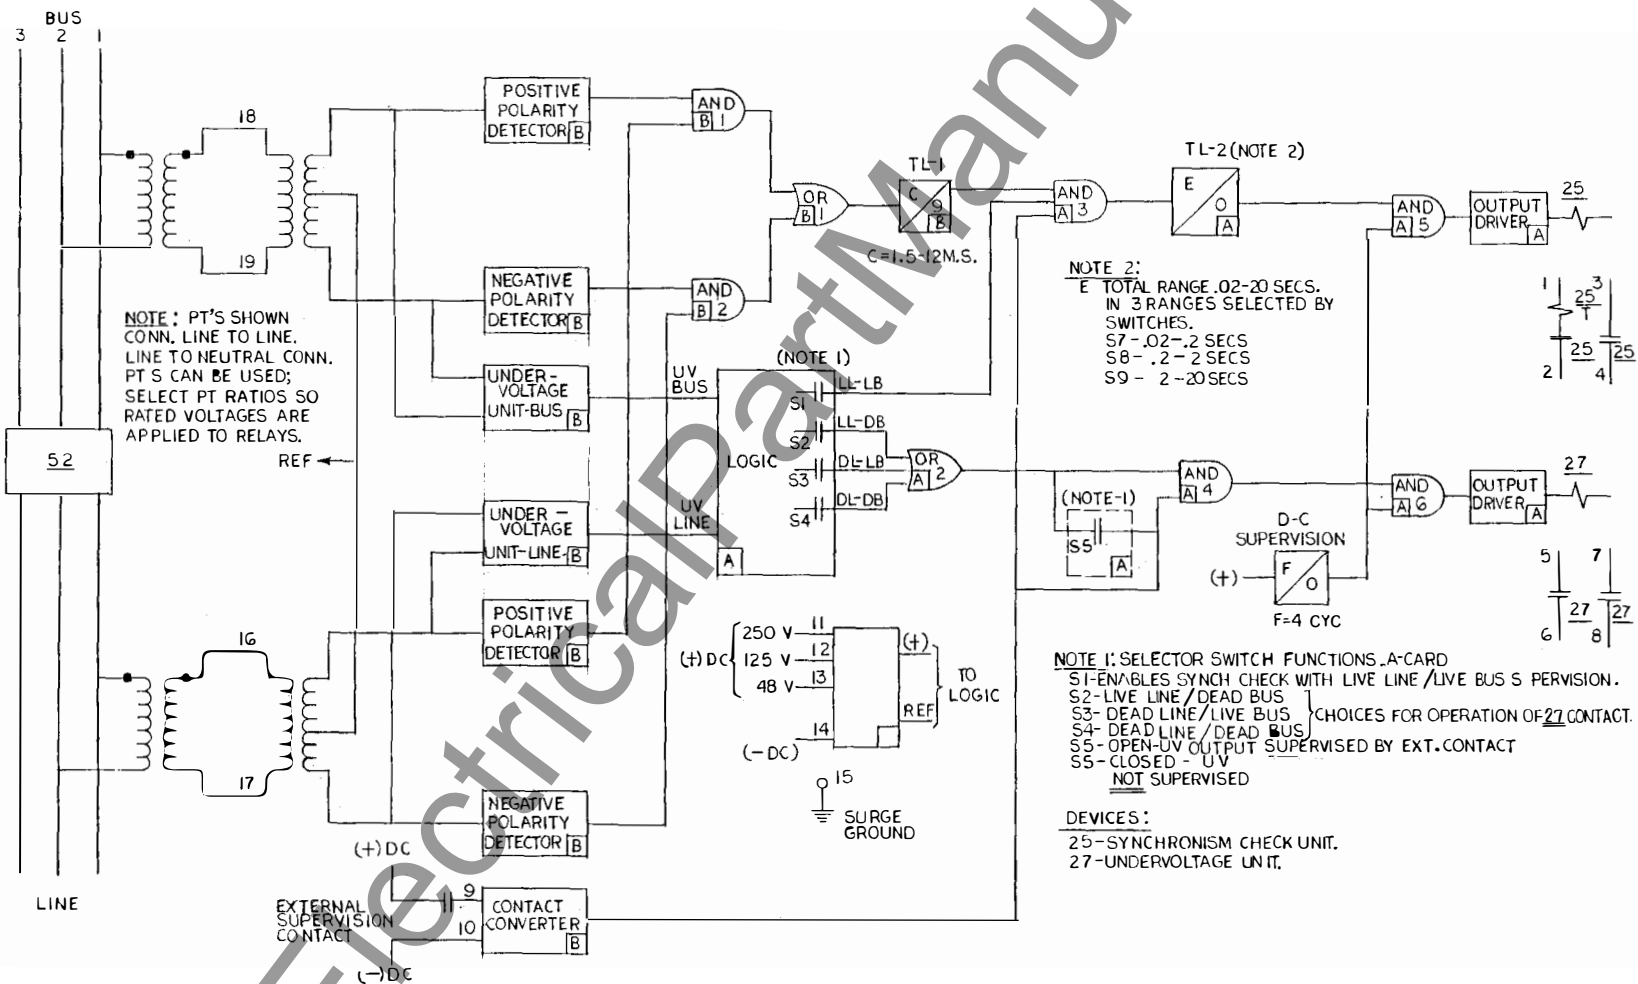 BUS
3 2 1
18
19
NOTE: PT'S SHOWN
CONN. LINE TO LINE.
LINE TO NEUTRAL CONN.
PT S CAN BE USED;
SELECT PT RATIOS SO
RATED VOLTAGES ARE
APPLIED TO RELAYS.
52
REF
16
17
LINE
POSITIVE
POLARITY
DETECTOR B
NEGATIVE
POLARITY
DETECTOR B
UNDER-
VOLTAGE
UNIT-BUS B
UNDER-
VOLTAGE
UNIT-LINE- B
POSITIVE
POLARITY
DETECTOR B
NEGATIVE
POLARITY
DETECTOR B
(+)DC
EXTERNAL
SUPERVISION
CONTACT
9
10
(-)DC
CONTACT
CONVERTER
B
AND
B 1
AND
B 2
OR
B 1
TL-1
C
9
B
C=1.5-12M.S.
UV
BUS
UV
LINE
(NOTE 1)
LOGIC
S1
LL-LB
S2
LL-DB
S3
DL-LB
S4
DL-DB
A
OR
A 2
AND
A 3
TL-2(NOTE 2)
E
O
A
NOTE 2:
E TOTAL RANGE .02-20 SECS.
IN 3 RANGES SELECTED BY
SWITCHES.
S7-.02-.2 SECS
S8-.2-2 SECS
S9- 2-20 SECS
AND
A 5
OUTPUT
DRIVER
A
25
1
3
25
T
25
25
2
4
(NOTE-1)
S5
A
AND
A 4
AND
A 6
OUTPUT
DRIVER
A
27
D-C
SUPERVISION
(+)
F
O
F=4 CYC
5
7
27
27
6
8
(+)DC
250 V 11
125 V 12
48 V 13
14
(-DC)
(+)
REF
TO
LOGIC
15
SURGE
GROUND
NOTE 1: SELECTOR SWITCH FUNCTIONS.A-CARD
S1-ENABLES SYNCH CHECK WITH LIVE LINE/LIVE BUS S PERVISION.
S2-LIVE LINE/DEAD BUS
S3- DEAD LINE/LIVE BUS
S4- DEAD LINE/DEAD BUS
CHOICES FOR OPERATION OF 27 CONTACT.
S5-OPEN-UV OUTPUT SUPERVISED BY EXT.CONTACT
S5-CLOSED - UV
NOT SUPERVISED
DEVICES:
25-SYNCHRONISM CHECK UNIT.
27-UNDERVOLTAGE UNIT.
ElectricalPartManu